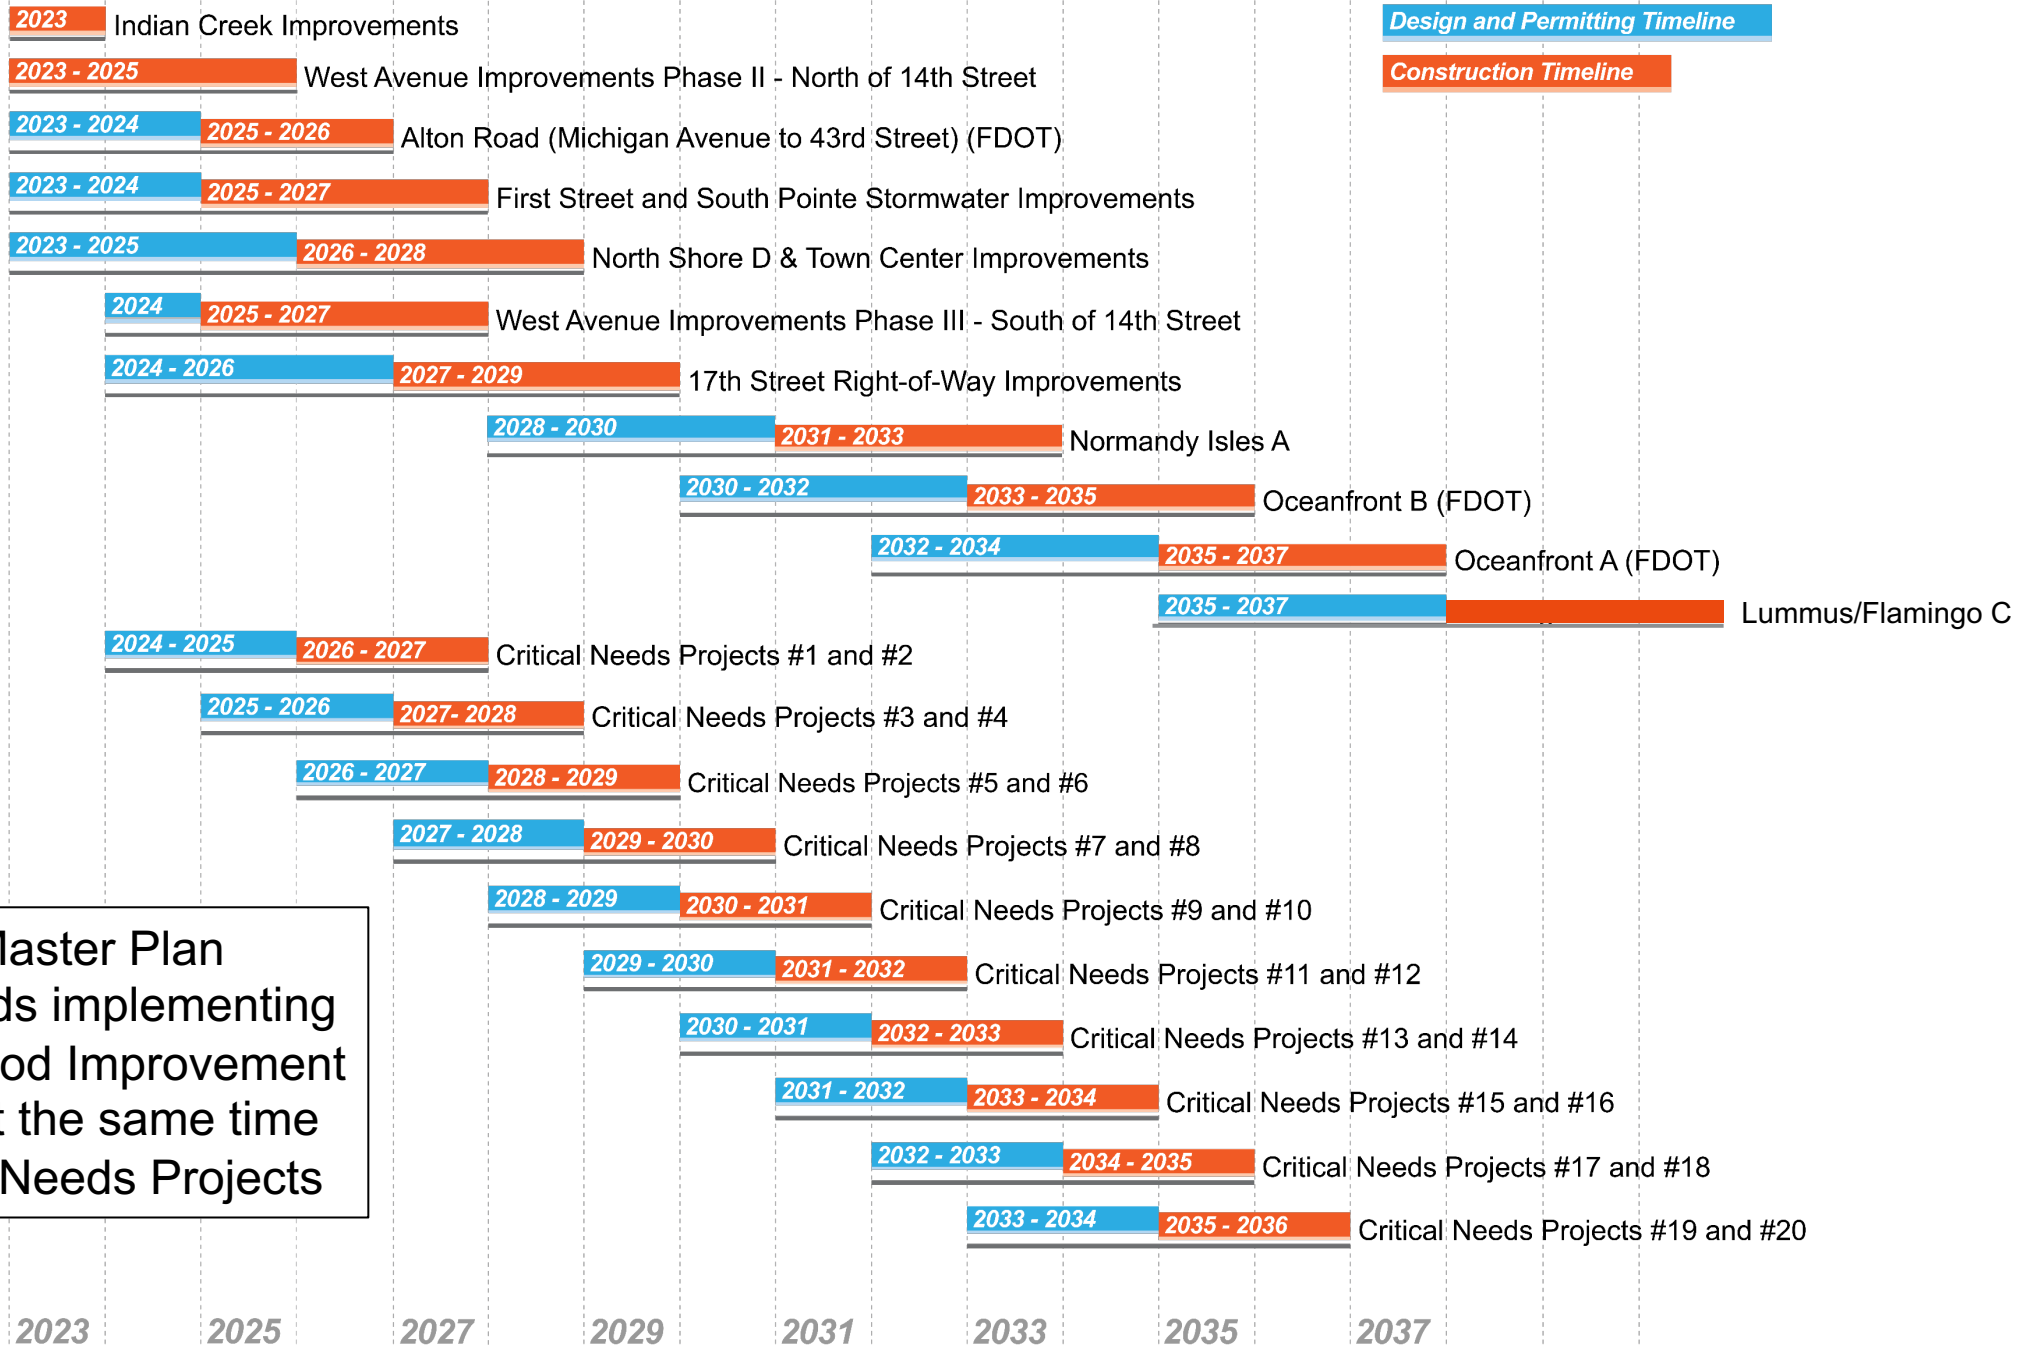 2023 Indian Creek Improvements
Design and Permitting Timeline
2023 - 2025 West Avenue Improvements Phase II - North of 14th Street
Construction Timeline
2023 - 2024 2025 - 2026 Alton Road (Michigan Avenue to 43rd Street) (FDOT)
2023 - 2024 2025 - 2027 First Street and South Pointe Stormwater Improvements
2023 - 2025 2026 - 2028 North Shore D & Town Center Improvements
2024 2025 - 2027 West Avenue Improvements Phase III - South of 14th Street
2024 - 2026 2027 - 2029 17th Street Right-of-Way Improvements
2028 - 2030 2031 - 2033 Normandy Isles A
2030 - 2032 2033 - 2035 Oceanfront B (FDOT)
2032 - 2034 2035 - 2037 Oceanfront A (FDOT)
2035 - 2037 Lummus/Flamingo C
2024 - 2025 2026 - 2027 Critical Needs Projects #1 and #2
2025 - 2026 2027- 2028 Critical Needs Projects #3 and #4
2026 - 2027 2028 - 2029 Critical Needs Projects #5 and #6
2027 - 2028 2029 - 2030 Critical Needs Projects #7 and #8
2028 - 2029 2030 - 2031 Critical Needs Projects #9 and #10
2029 - 2030 2031 - 2032 Critical Needs Projects #11 and #12
2030 - 2031 2032 - 2033 Critical Needs Projects #13 and #14
2031 - 2032 2033 - 2034 Critical Needs Projects #15 and #16
2032 - 2033 2034 - 2035 Critical Needs Projects #17 and #18
2033 - 2034 2035 - 2036 Critical Needs Projects #19 and #20
Plan
implementing
Improvement
the same time
Needs Projects
2023 2025 2027 2029 2031 2033 2035 2037